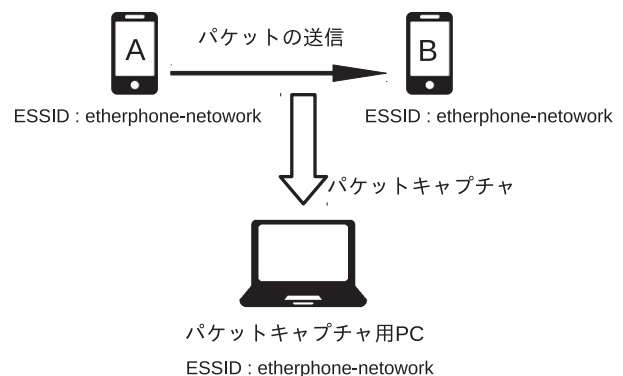 パケットの送信
A
B
ESSID : etherphone-netowork
ESSID : etherphone-netowork
パケットキャプチャ
パケットキャプチャ用PC
ESSID : etherphone-netowork